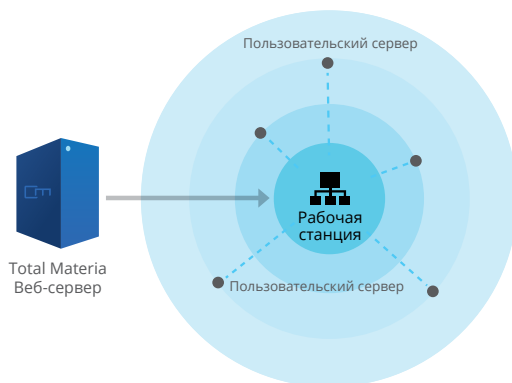 Пользовательский сервер
Рабочая
станция
Total Materia
Веб-сервер
Пользовательский сервер